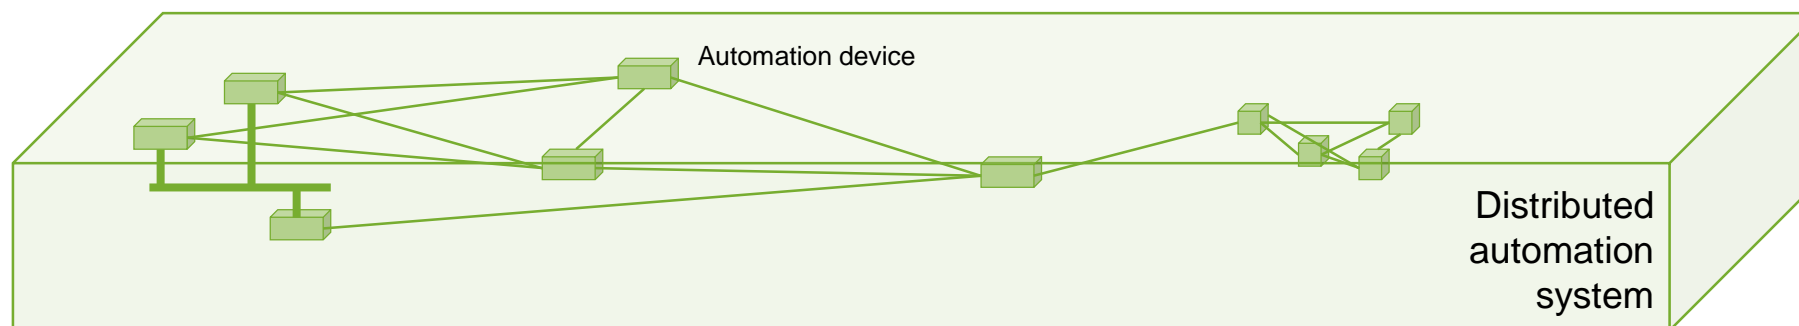 Automation device
Distributed
automation
system